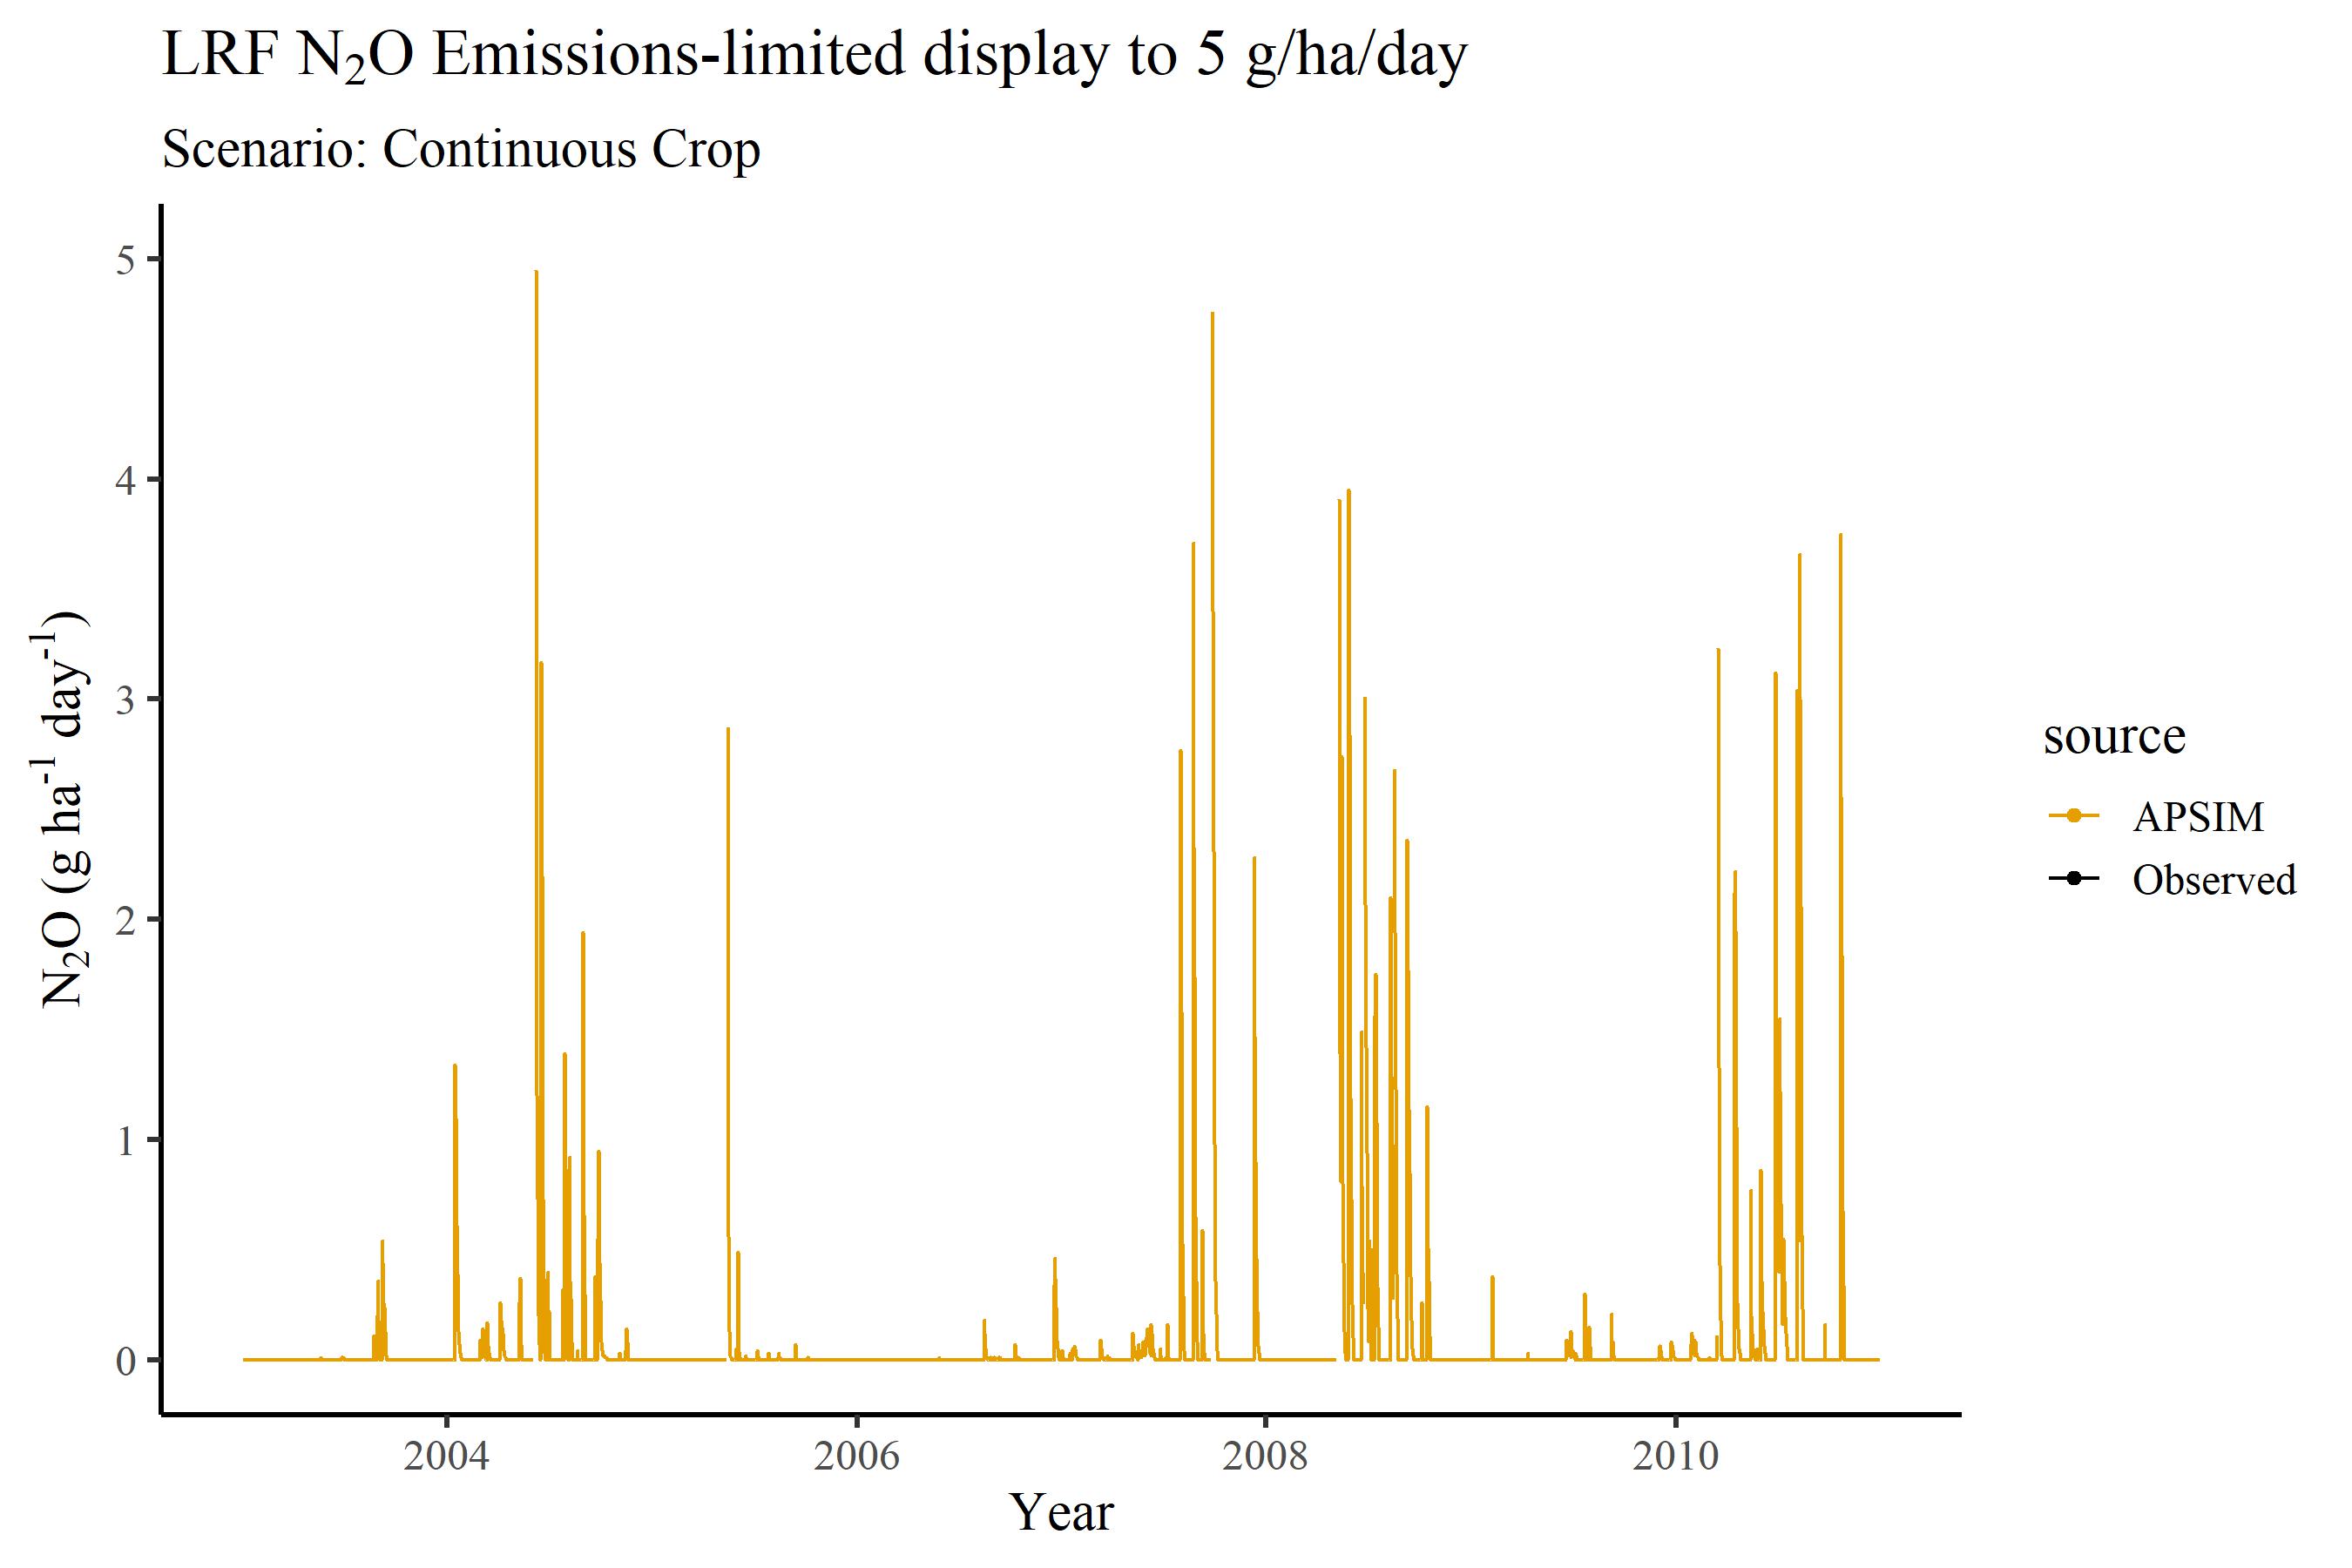 LRF N₂O Emissions-limited display to 5 g/ha/day
Scenario: Continuous Crop
N₂O (g ha⁻¹ day⁻¹)
5
4
3
2
1
0
2004
2006
2008
2010
Year
source
APSIM
Observed